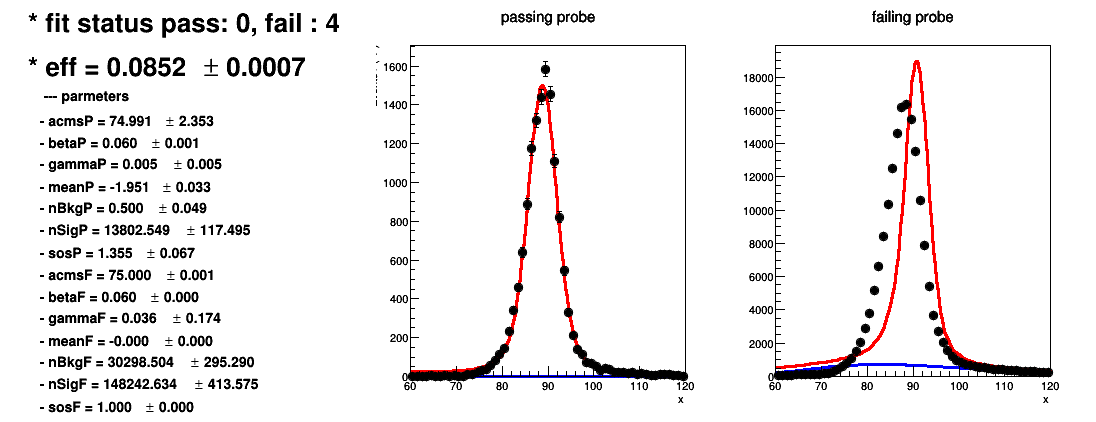 * fit status pass: 0, fail : 4
* eff = 0.0852 ± 0.0007
--- parmeters
- acmsP = 74.991 ± 2.353
- betaP = 0.060 ± 0.001
- gammaP = 0.005 ± 0.005
- meanP = -1.951 ± 0.033
- nBkgP = 0.500 ± 0.049
- nSigP = 13802.549 ± 117.495
- sosP = 1.355 ± 0.067
- acmsF = 75.000 ± 0.001
- betaF = 0.060 ± 0.000
- gammaF = 0.036 ± 0.174
- meanF = -0.000 ± 0.000
- nBkgF = 30298.504 ± 295.290
- nSigF = 148242.634 ± 413.575
- sosF = 1.000 ± 0.000
passing probe
1600
1400
1200
1000
800
600
400
200
0
60 70 80 90 100 110 120
x
failing probe
18000
16000
14000
12000
10000
8000
6000
4000
2000
0
60 70 80 90 100 110 120
x